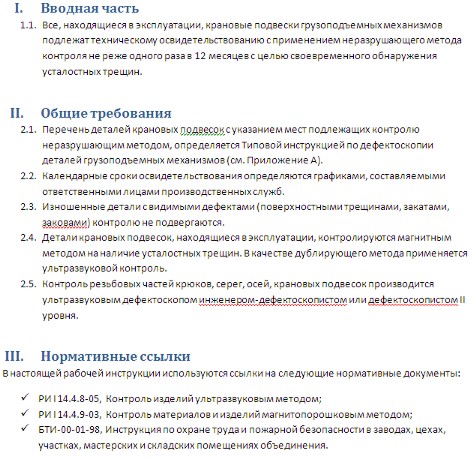 I. Вводная часть
1.1. Все, находящиеся в эксплуатации, крановые подвески грузоподъемных механизмов
подлежат техническому освидетельствованию с применением неразрушающего метода
контроля не реже одного раза в 12 месяцев с целью своевременного обнаружения
усталостных трещин.
II. Общие требования
2.1. Перечень деталей крановых подвесок с указанием мест подлежащих контролю
неразрушающим методом, определяется Типовой инструкцией по дефектоскопии
деталей грузоподъемных механизмов (см. Приложение А).
2.2. Календарные сроки освидетельствования определяются графиками, составляемыми
ответственными лицами производственных служб.
2.3. Изношенные детали с видимыми дефектами (поверхностными трещинами, закатами,
заковами) контролю не подвергаются.
2.4. Детали крановых подвесок, находящиеся в эксплуатации, контролируются магнитным
методом на наличие усталостных трещин. В качестве дублирующего метода применяется
ультразвуковой контроль.
2.5. Контроль резьбовых частей крюков, серег, осей, крановых подвесок производится
ультразвуковым дефектоскопом инженером-дефектоскопистом или дефектоскопистом II
уровня.
III. Нормативные ссылки
В настоящей рабочей инструкции используются ссылки на следующие нормативные документы:
✓ РИ I 14.4.8-05, Контроль изделий ультразвуковым методом;
✓ РИ I 14.4.9-03, Контроль материалов и изделий магнитопорошковым методом;
✓ БТИ-00-01-98, Инструкция по охране труда и пожарной безопасности в заводах, цехах,
участках, мастерских и складских помещениях объединения.